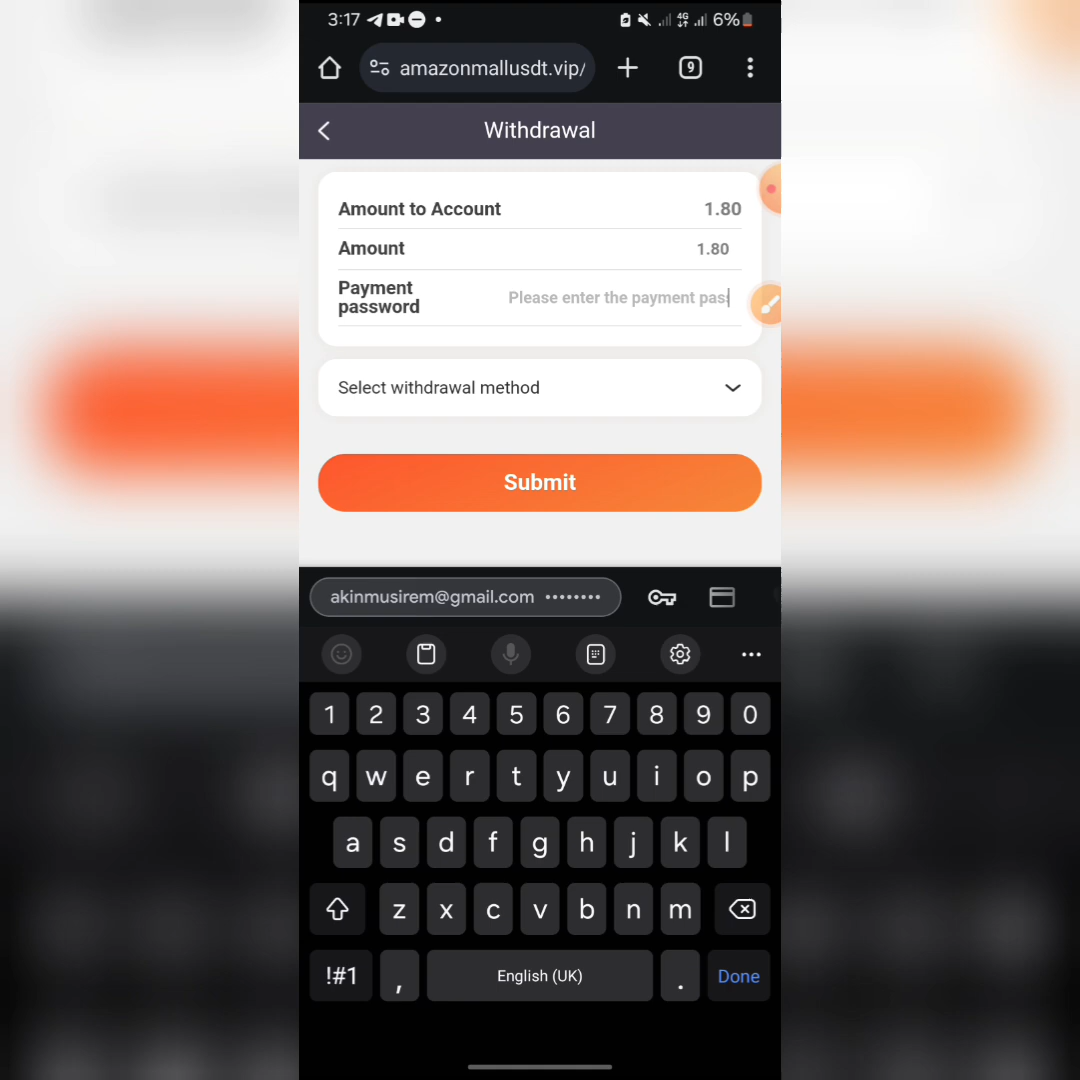 3:17 4G 6%
amazonmallusdt.vip/ 9
Withdrawal
Amount to Account 1.80
Amount 1.80
Payment
password
Please enter the payment pas
Select withdrawal method
Submit
akinmusirem@gmail.com ••••••••
1 2 3 4 5 6 7 8 9 0
q w e r t y u i o p
a s d f g h j k l
z x c v b n m
!#1 , English (UK) . Done